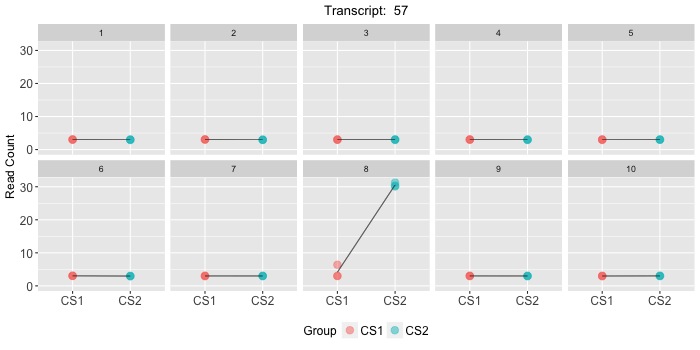 Transcript:  57
1 2 3 4 5
30
20
10
0
Read Count
6 7 8 9 10
30
20
10
0
CS1 CS2 CS1 CS2 CS1 CS2 CS1 CS2 CS1 CS2
Group CS1 CS2